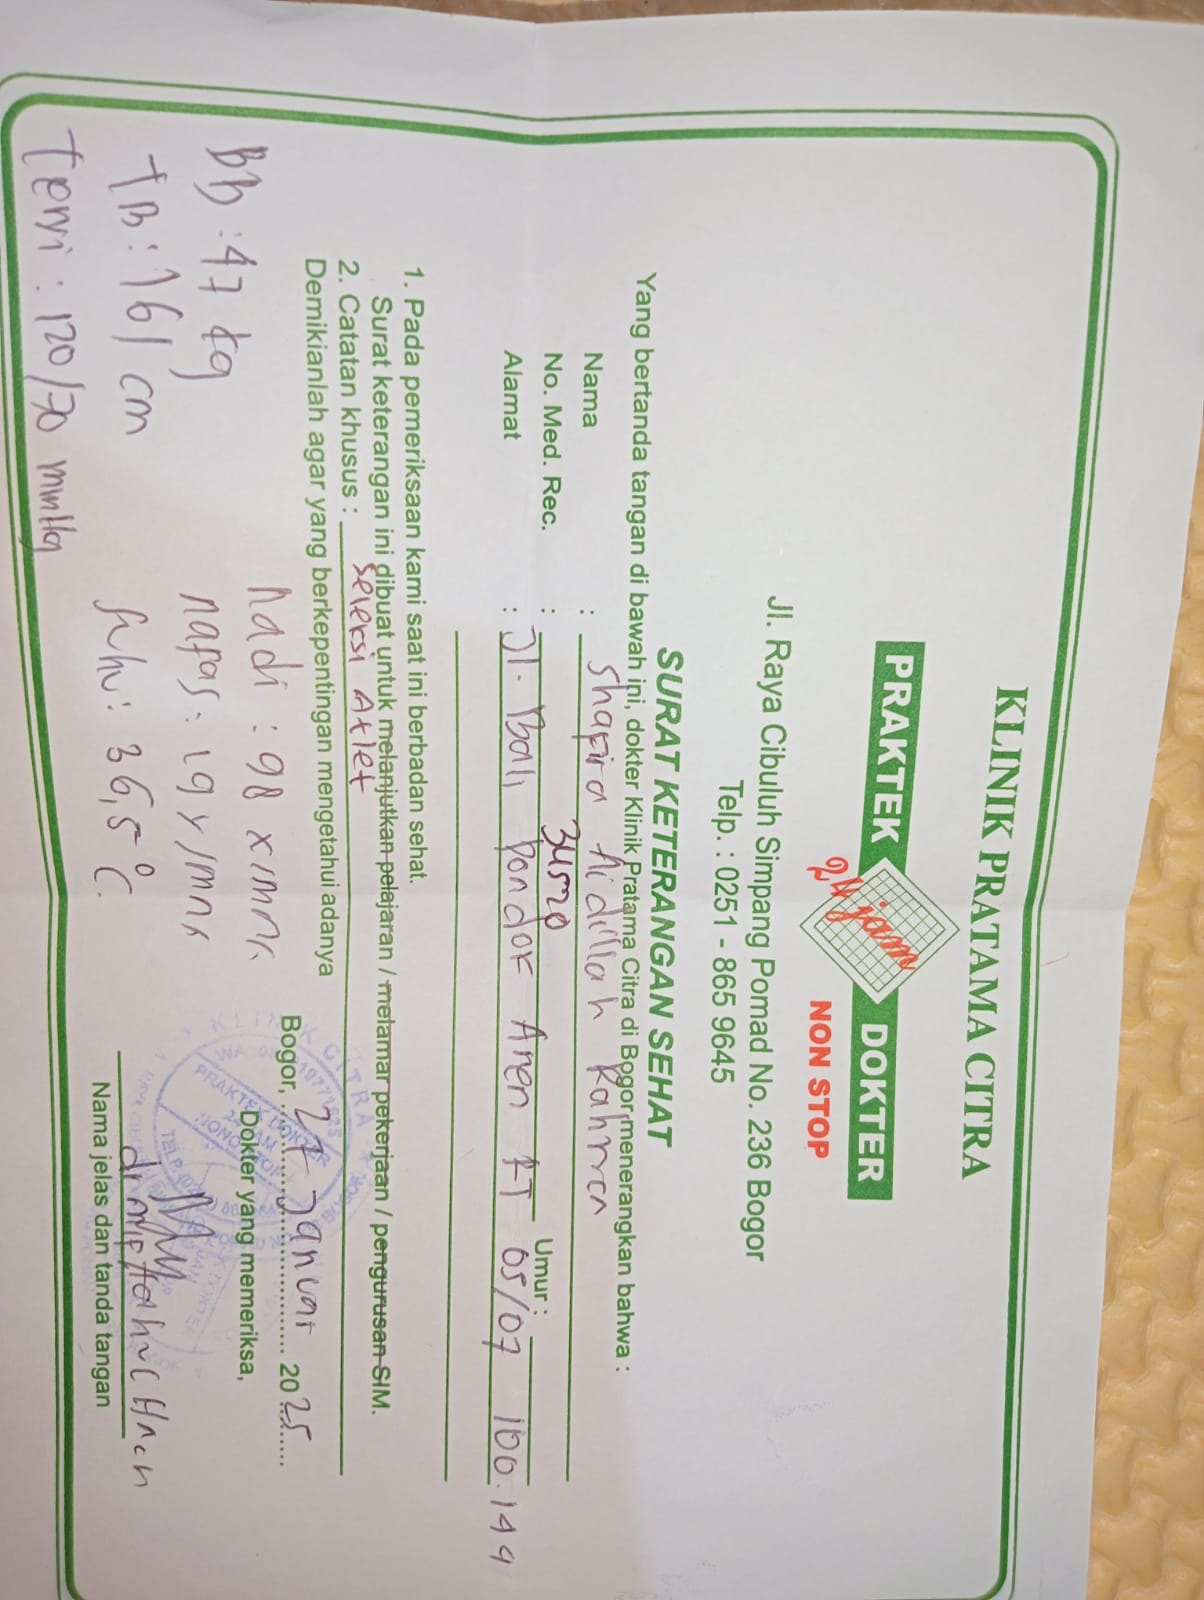 KLINIK PRATAMA CITRA
PRAKTEK 24 jam DOKTER
NON STOP
Jl. Raya Cibuluh Simpang Pomad No. 236 Bogor
Telp. : 0251 - 865 9645
SURAT KETERANGAN SEHAT
Yang bertanda tangan di bawah ini, dokter Klinik Pratama Citra di Bogor menerangkan bahwa :
Nama : Shafira Aidillah Rahman
No. Med. Rec. : 34520 Umur :
Alamat : Jl. Bali Pondok Aren RT 05/07 100.144
1. Pada pemeriksaan kami saat ini berbadan sehat.
Surat keterangan ini dibuat untuk melanjutkan pelajaran / melamar pekerjaan / pengurusan SIM.
2. Catatan khusus : Seleksi Atlet
Demikianlah agar yang berkepentingan mengetahui adanya
BB : 47 kg
TB : 161 cm
Tensi : 120/70 mmHg
Nadi : 98 x/mnt
Napas : 19 x/mnt
Suhu : 36,5 °C
Bogor, 27 Januari 2025
Dokter yang memeriksa,
Nama jelas dan tanda tangan